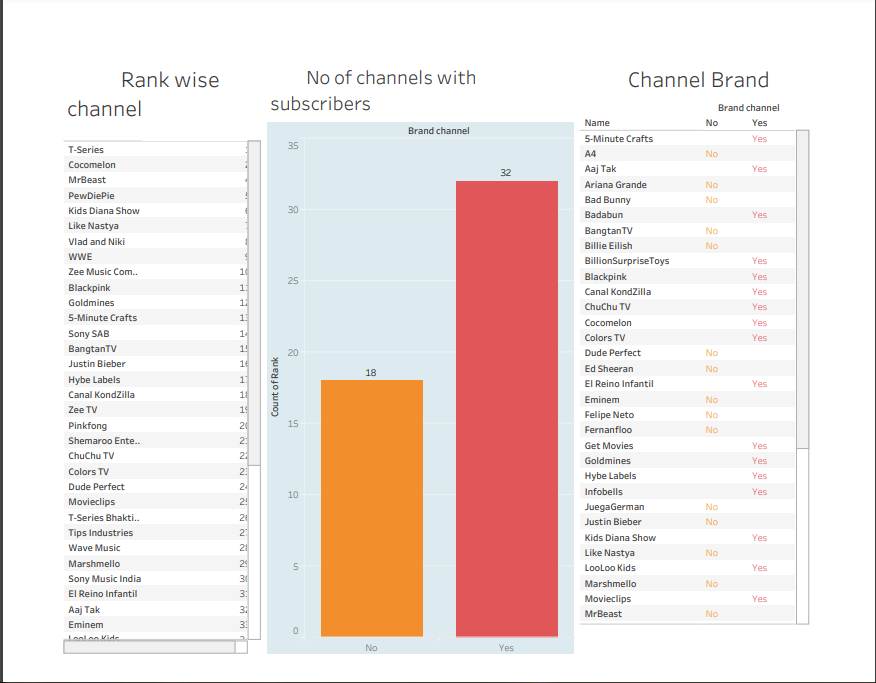 Rank wise
channel
T-Series
Cocomelon
MrBeast
PewDiePie
Kids Diana Show
Like Nastya
Vlad and Niki
WWE
Zee Music Com..
Blackpink
Goldmines
5-Minute Crafts
Sony SAB
BangtanTV
Justin Bieber
Hybe Labels
Canal KondZilla
Zee TV
Pinkfong
Shemaroo Ente..
ChuChu TV
Colors TV
Dude Perfect
Movieclips
T-Series Bhakti..
Tips Industries
Wave Music
Marshmello
Sony Music India
El Reino Infantil
Aaj Tak
Eminem
LooLoo Kids
No of channels with
subscribers
Brand channel
35
30
25
20
15
10
5
0
Count of Rank
18
32
No Yes
Channel Brand
Brand channel
Name No Yes
5-Minute Crafts Yes
A4 No
Aaj Tak Yes
Ariana Grande No
Bad Bunny No
Badabun Yes
BangtanTV No
Billie Eilish No
BillionSurpriseToys Yes
Blackpink Yes
Canal KondZilla Yes
ChuChu TV Yes
Cocomelon Yes
Colors TV Yes
Dude Perfect No
Ed Sheeran No
El Reino Infantil Yes
Eminem No
Felipe Neto No
Fernanfloo No
Get Movies Yes
Goldmines Yes
Hybe Labels Yes
Infobells Yes
JuegaGerman No
Justin Bieber No
Kids Diana Show Yes
Like Nastya No
LooLoo Kids Yes
Marshmello No
Movieclips Yes
MrBeast No